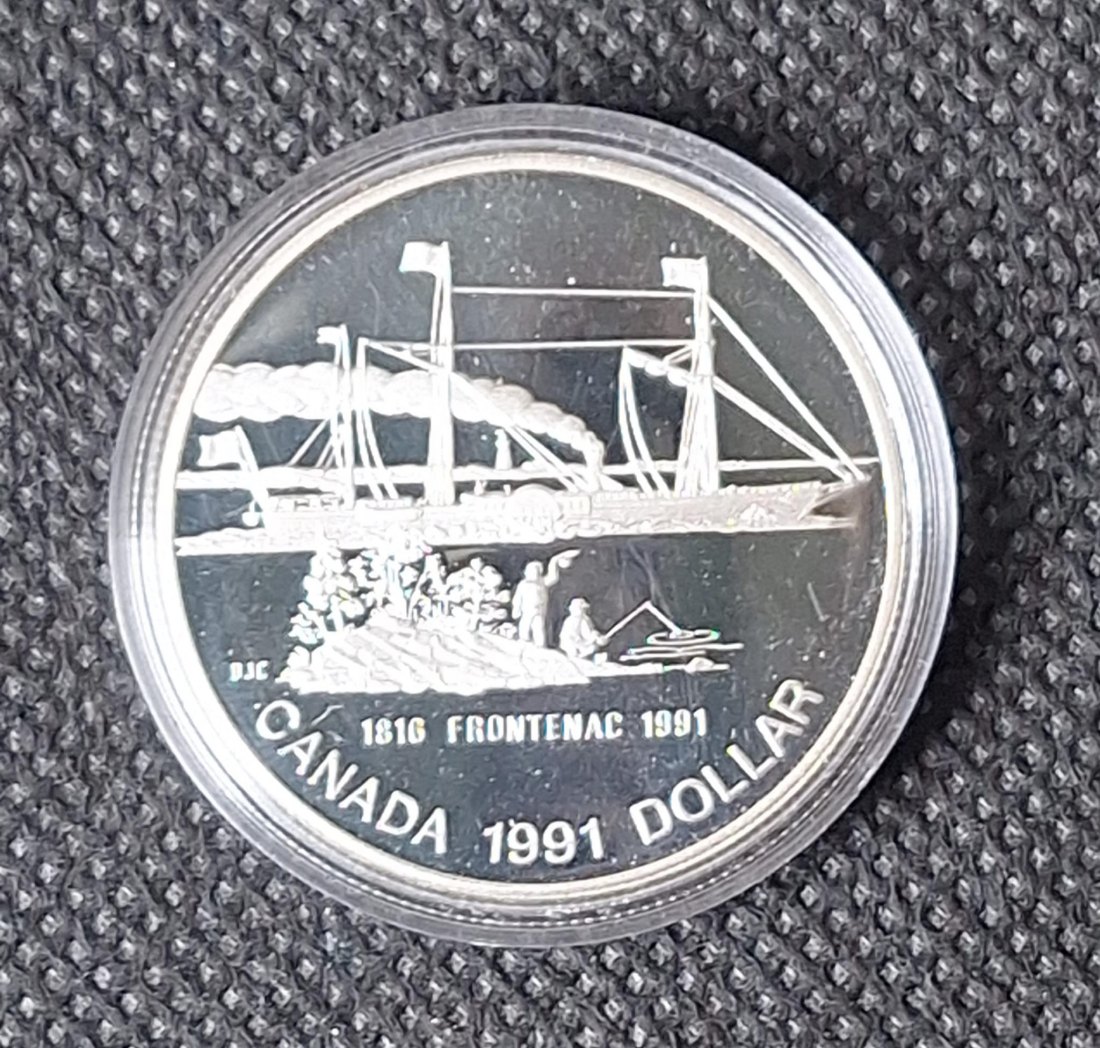 DJC
1816 FRONTENAC 1991
CANADA 1991 DOLLAR